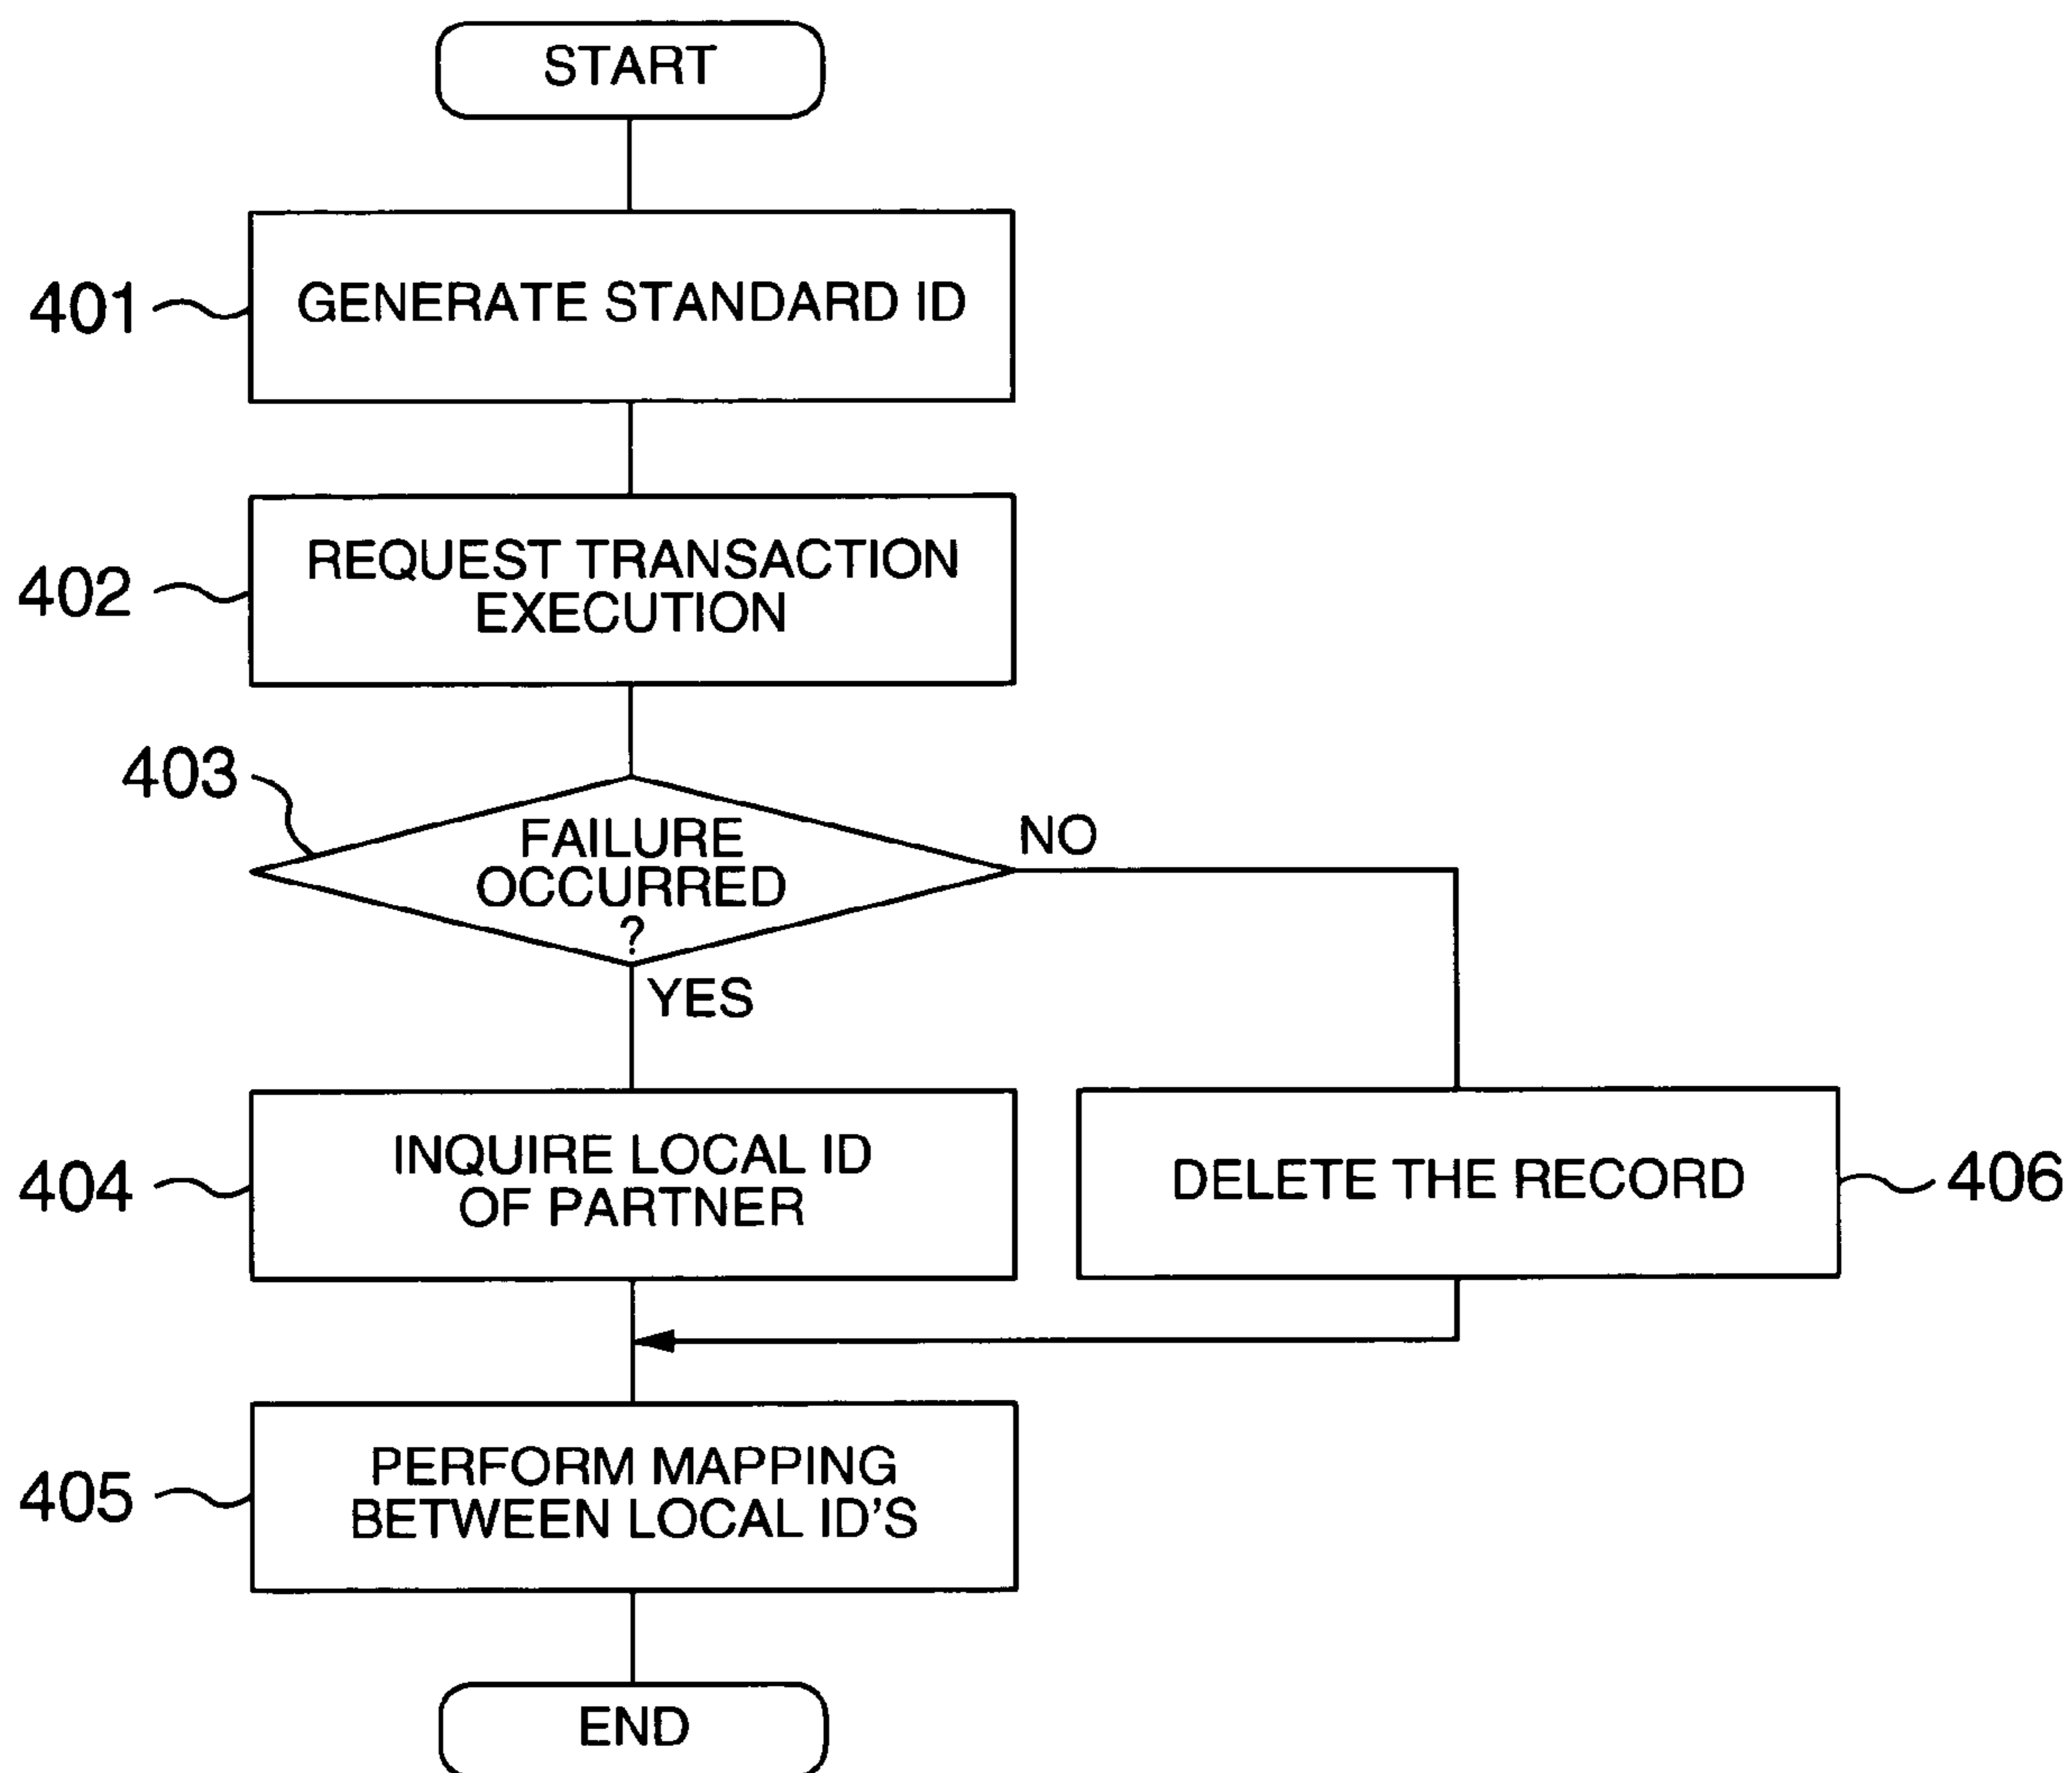 START
401
GENERATE STANDARD ID
402
REQUEST TRANSACTION
EXECUTION
403
FAILURE
OCCURRED
?
NO
YES
404
INQUIRE LOCAL ID
OF PARTNER
DELETE THE RECORD
406
405
PERFORM MAPPING
BETWEEN LOCAL ID'S
END